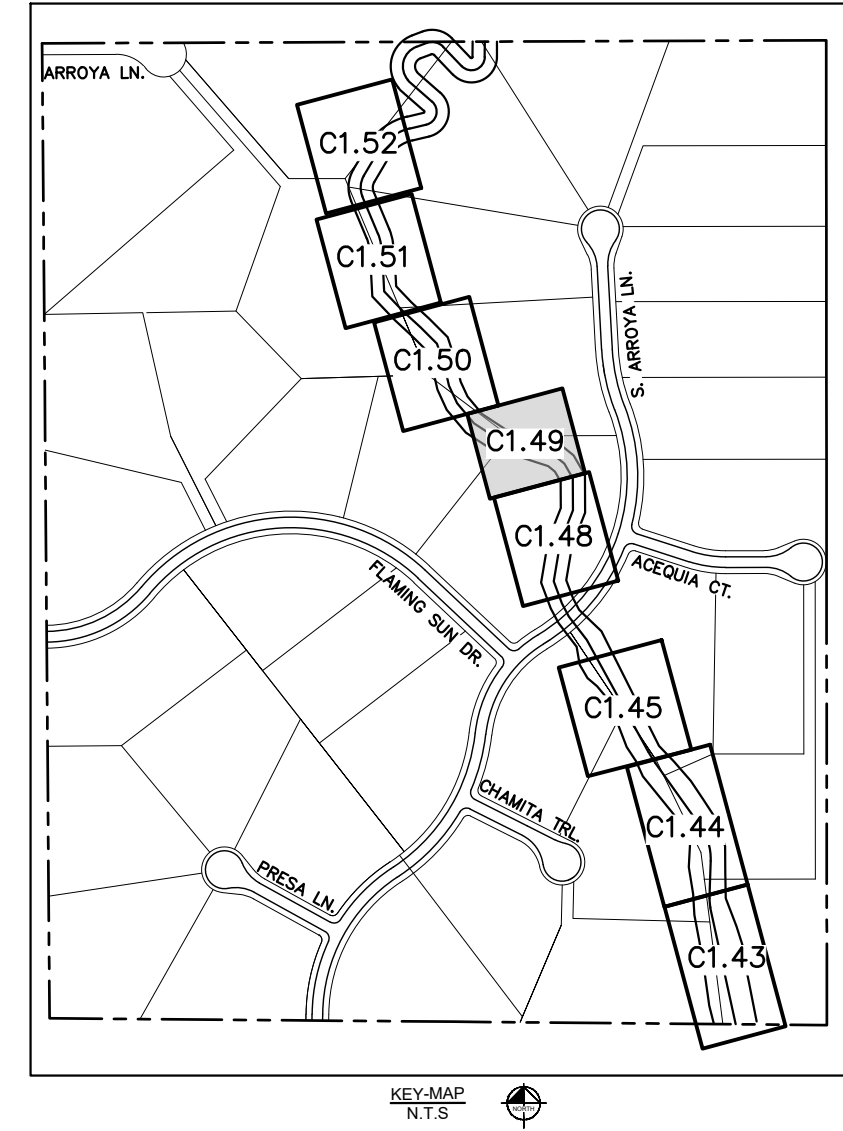 ARROYA LN.
C1.52
C1.51
S. ARROYA LN.
C1.50
C1.49
C1.48
ACEQUIA CT.
FLAMING SUN DR.
C1.45
CHAMITA TRL.
C1.44
PRESA LN.
C1.43
KEY-MAP
N.T.S
NORTH